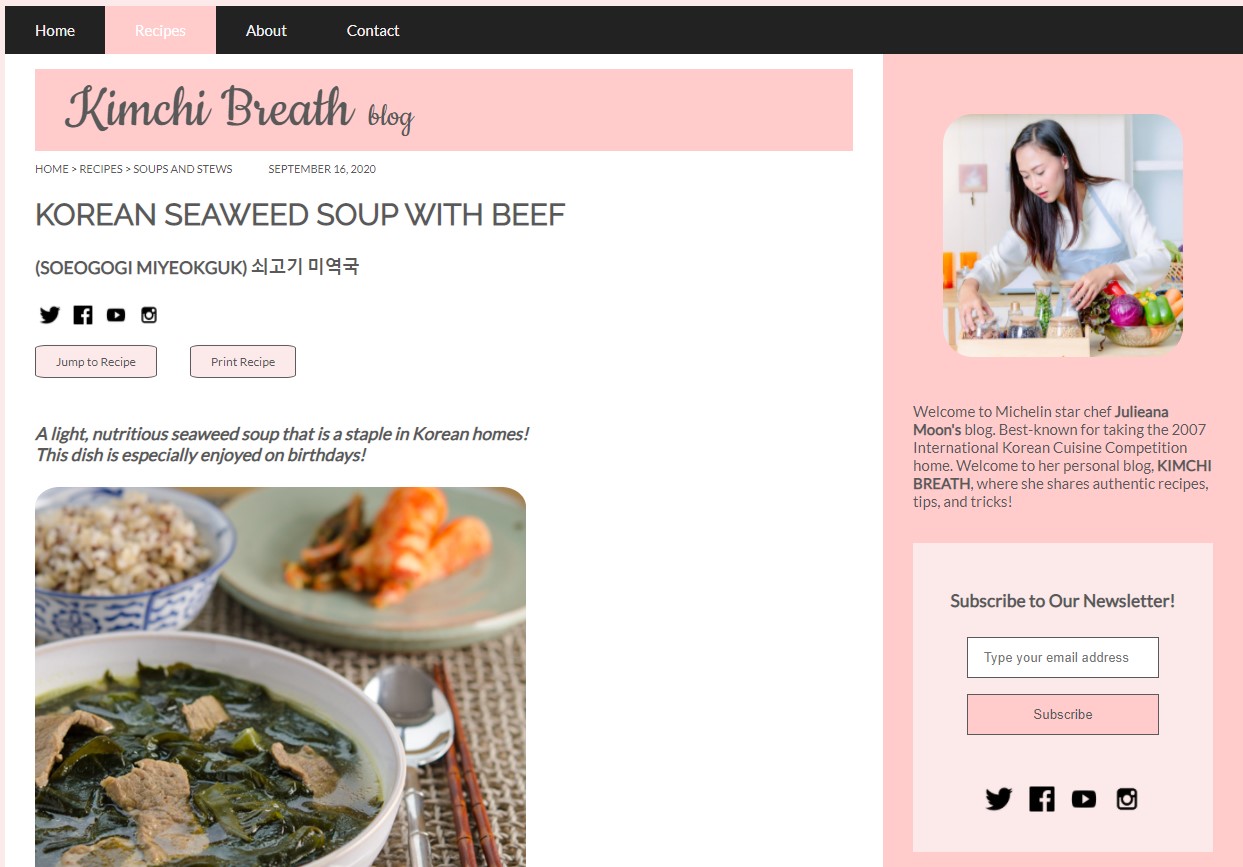 Home Recipes About Contact
Kimchi Breath blog
HOME > RECIPES > SOUPS AND STEWS SEPTEMBER 16, 2020
KOREAN SEAWEED SOUP WITH BEEF
(SOEOGOGI MIYEOKGUK) 쇠고기 미역국
Jump to Recipe Print Recipe
A light, nutritious seaweed soup that is a staple in Korean homes!
This dish is especially enjoyed on birthdays!
Welcome to Michelin star chef Julieana
Moon's blog. Best-known for taking the 2007
International Korean Cuisine Competition
home. Welcome to her personal blog, KIMCHI
BREATH, where she shares authentic recipes,
tips, and tricks!
Subscribe to Our Newsletter!
Type your email address
Subscribe